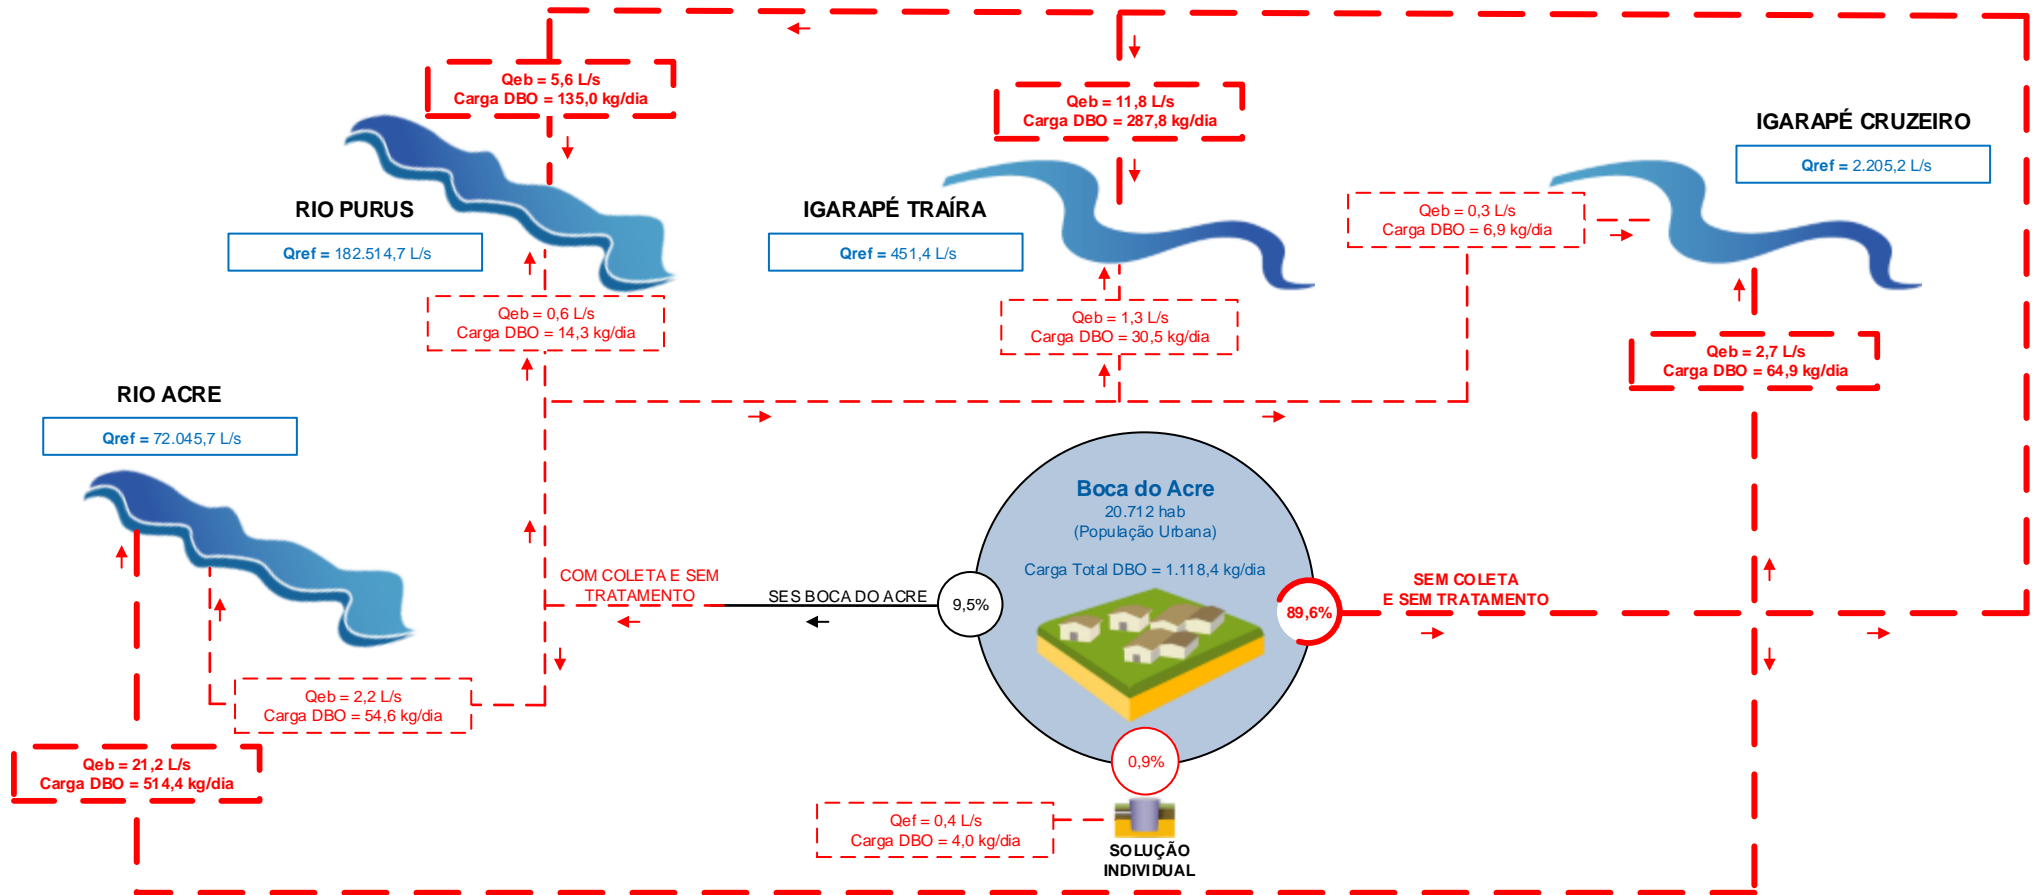 Qeb = 5,6 L/s
Carga DBO = 135,0 kg/dia
Qeb = 11,8 L/s
Carga DBO = 287,8 kg/dia
IGARAPÉ CRUZEIRO
Qref = 2.205,2 L/s
RIO PURUS
Qref = 182.514,7 L/s
IGARAPÉ TRAÍRA
Qref = 451,4 L/s
Qeb = 0,3 L/s
Carga DBO = 6,9 kg/dia
Qeb = 0,6 L/s
Carga DBO = 14,3 kg/dia
Qeb = 1,3 L/s
Carga DBO = 30,5 kg/dia
Qeb = 2,7 L/s
Carga DBO = 64,9 kg/dia
RIO ACRE
Qref = 72.045,7 L/s
Boca do Acre
20.712 hab
(População Urbana)
Carga Total DBO = 1.118,4 kg/dia
COM COLETA E SEM
TRATAMENTO
SES BOCA DO ACRE
9,5%
89,6%
SEM COLETA
E SEM TRATAMENTO
Qeb = 2,2 L/s
Carga DBO = 54,6 kg/dia
Qeb = 21,2 L/s
Carga DBO = 514,4 kg/dia
0,9%
Qef = 0,4 L/s
Carga DBO = 4,0 kg/dia
SOLUÇÃO
INDIVIDUAL